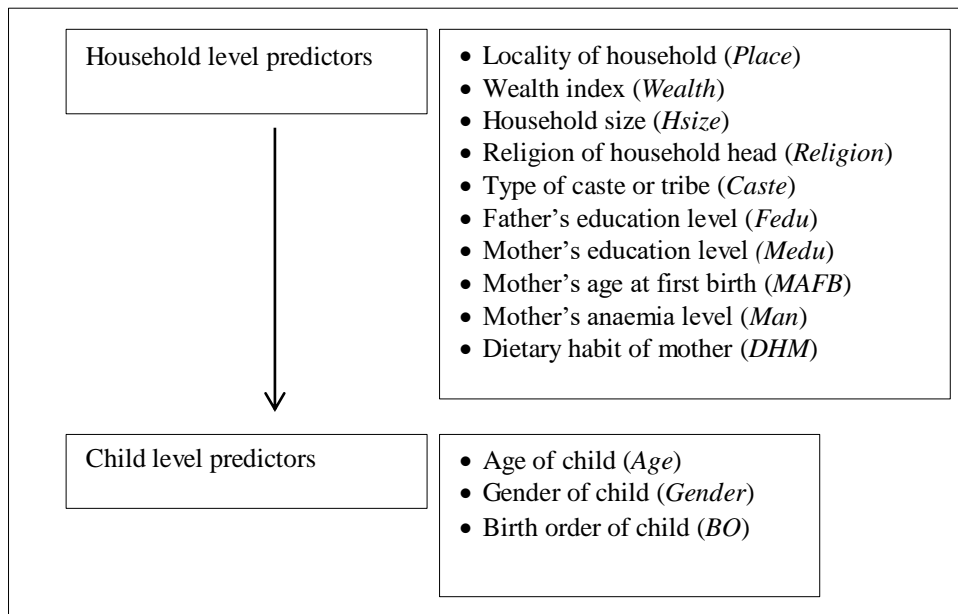 Household level predictors
• Locality of household (Place)
• Wealth index (Wealth)
• Household size (Hsize)
• Religion of household head (Religion)
• Type of caste or tribe (Caste)
• Father’s education level (Fedu)
• Mother’s education level (Medu)
• Mother’s age at first birth (MAFB)
• Mother’s anaemia level (Man)
• Dietary habit of mother (DHM)
Child level predictors
• Age of child (Age)
• Gender of child (Gender)
• Birth order of child (BO)